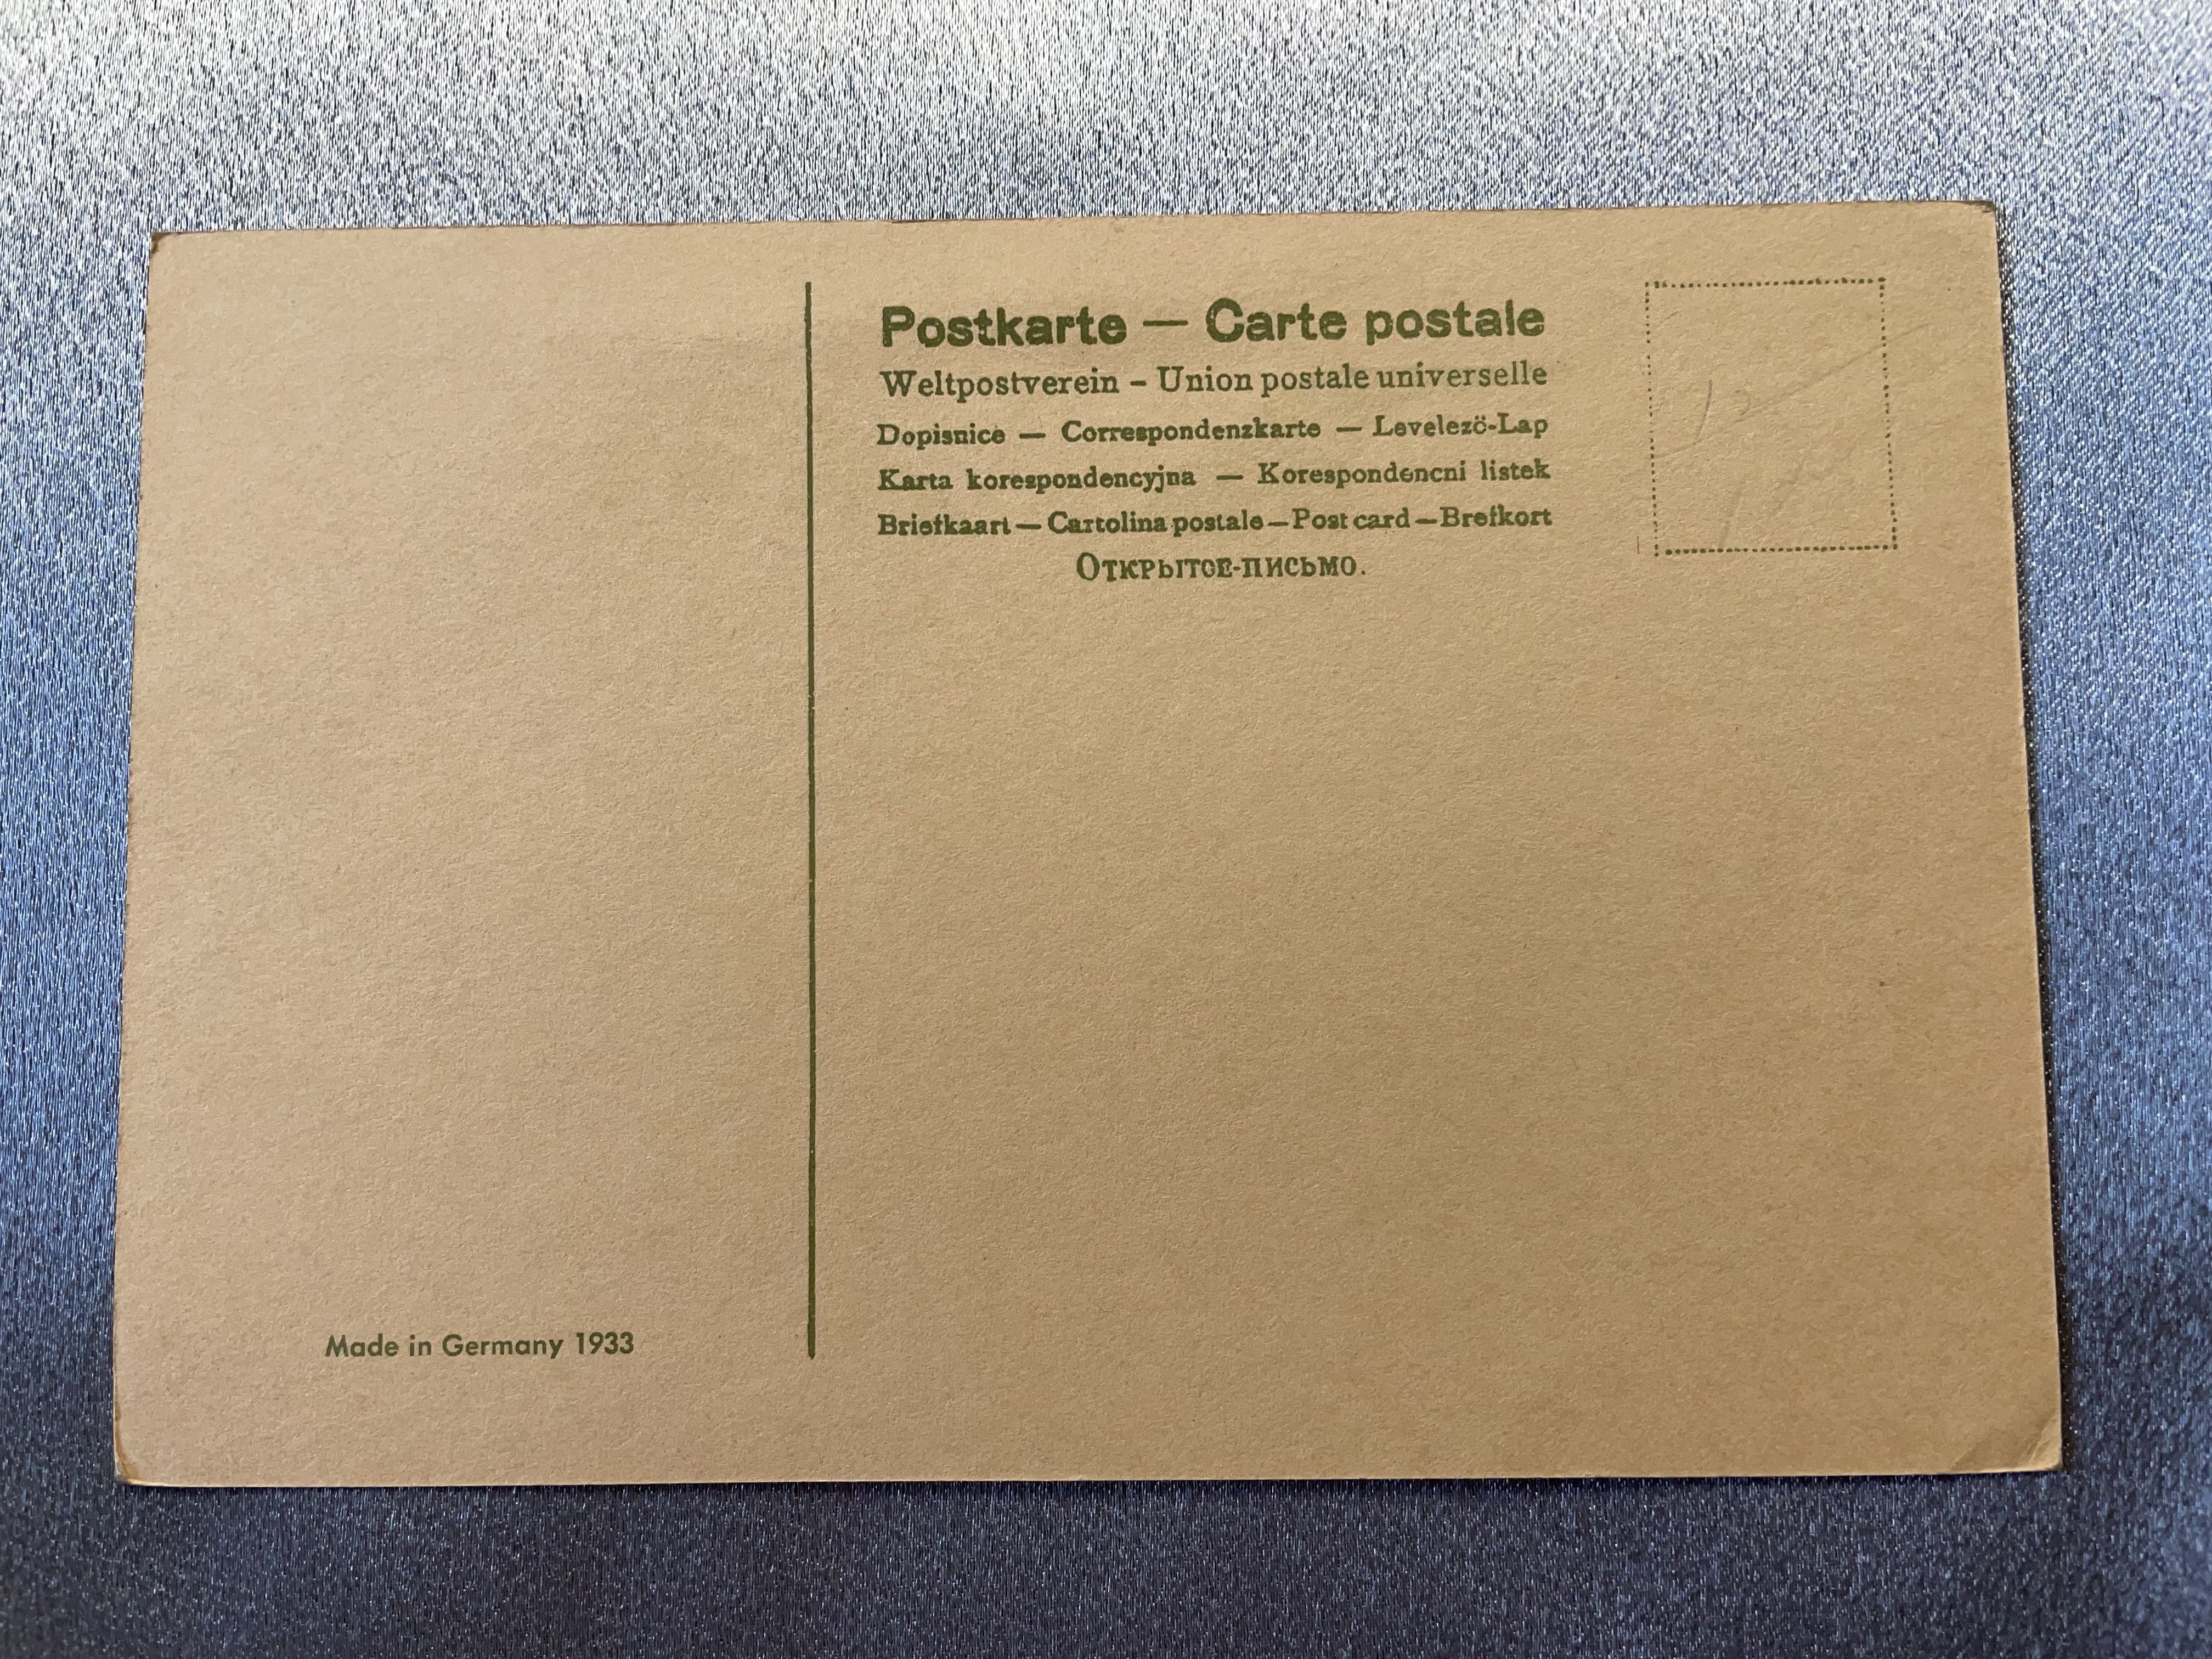 Postkarte — Carte postale
Weltpostverein – Union postale universelle
Dopisnice — Correspondenzkarte — Levelezö-Lap
Karta korespondencyjna — Korespondencni listek
Briefkaart — Cartolina postale — Post card — Brefkort
Открытое-письмо.
Made in Germany 1933